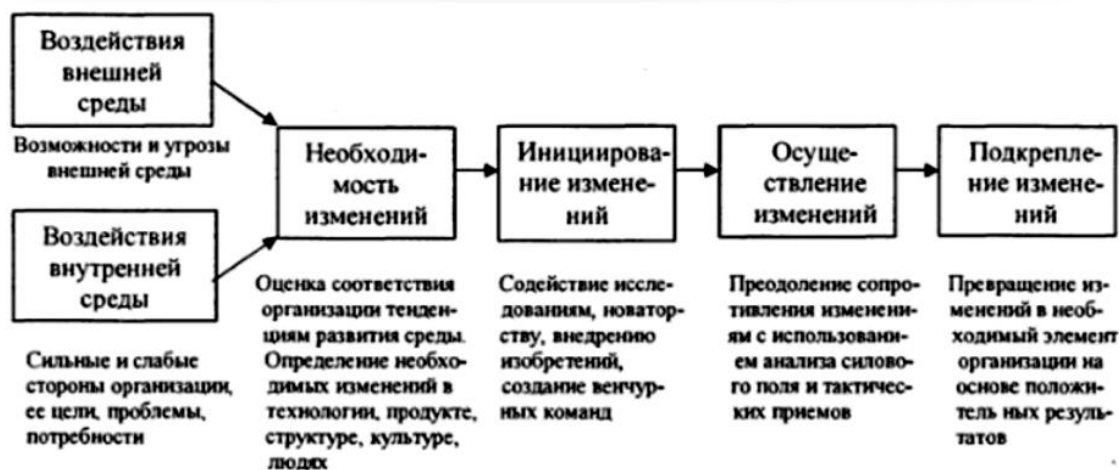 Воздействия
внешней
среды
Возможности и угрозы
внешней среды
Воздействия
внутренней
среды
Сильные и слабые
стороны организации,
ее цели, проблемы,
потребности
Необходи-
мость
изменений
Оценка соответствия
организации тенден-
циям развития среды.
Определение необхо-
димых изменений в
технологии, продукте,
структуре, культуре,
людях
Инициирова-
ние измене-
ний
Содействие иссле-
дованиям, новатор-
ству, внедрению
изобретений,
создание венчур-
ных команд
Осуще-
ствление
изменений
Преодоление сопро-
тивления изменени-
ям с использовани-
ем анализа силово-
го поля и тактичес-
ких приемов
Подкрепле-
ние измене-
ний
Превращение из-
менений в необ-
ходимый элемент
организации на
основе положи-
тель ных резуль-
татов